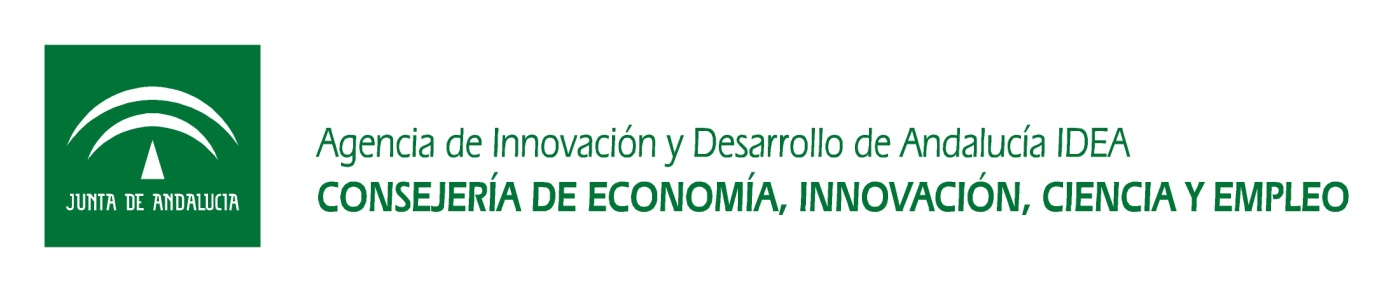 JUNTA DE ANDALUCIA
Agencia de Innovación y Desarrollo de Andalucía IDEA
CONSEJERÍA DE ECONOMÍA, INNOVACIÓN, CIENCIA Y EMPLEO